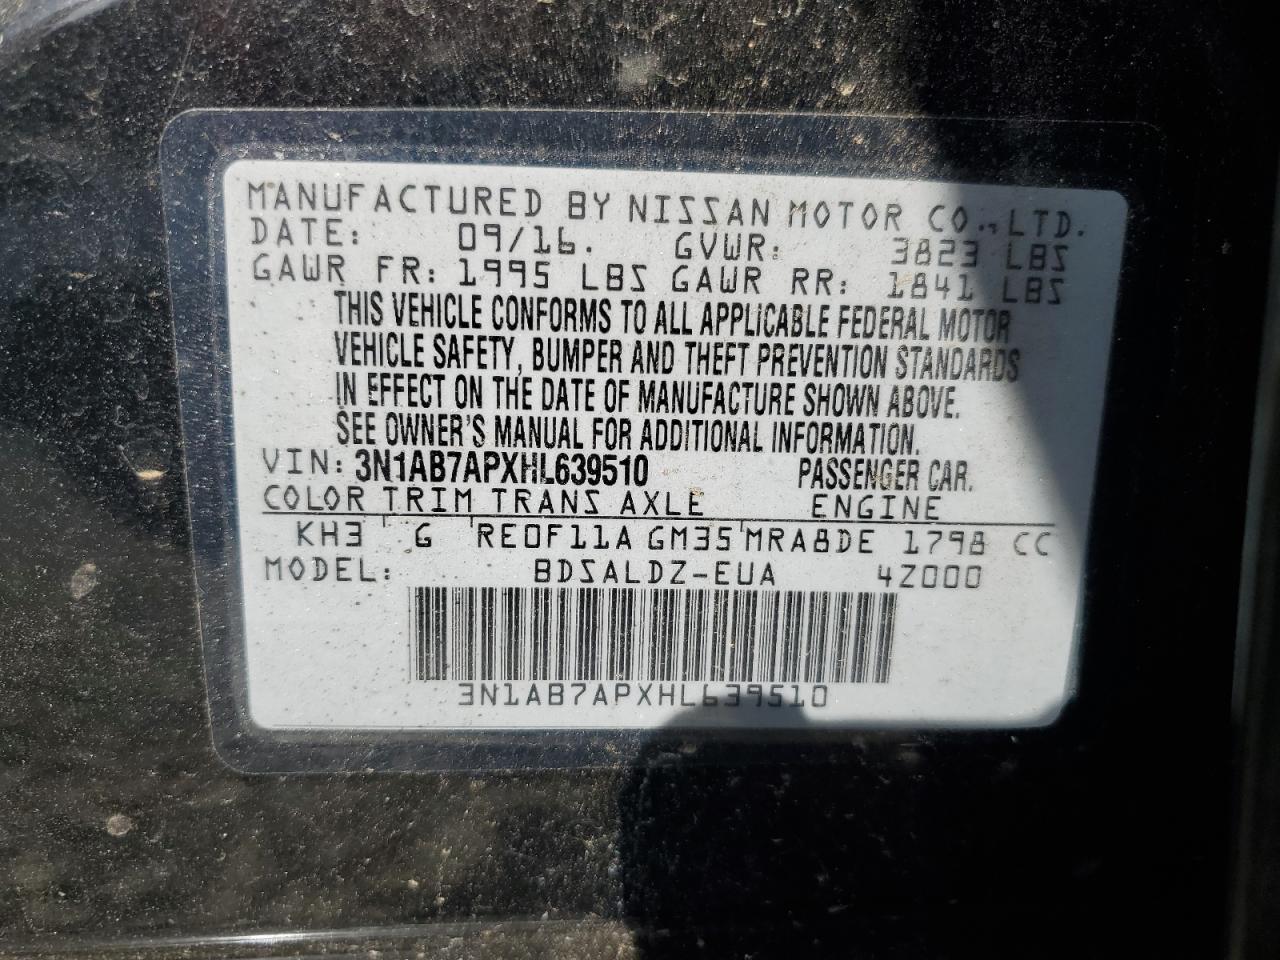 MANUFACTURED BY NISSAN MOTOR CO., LTD.
DATE: 09/16. GVWR: 3823 LBS
GAWR FR: 1995 LBS GAWR RR: 1841 LBS
THIS VEHICLE CONFORMS TO ALL APPLICABLE FEDERAL MOTOR
VEHICLE SAFETY, BUMPER AND THEFT PREVENTION STANDARDS
IN EFFECT ON THE DATE OF MANUFACTURE SHOWN ABOVE.
SEE OWNER'S MANUAL FOR ADDITIONAL INFORMATION.
VIN: 3N1AB7APXHL639510 PASSENGER CAR.
COLOR TRIM TRANS AXLE ENGINE
KH3 G RE0F11A GM35 MRA8DE 1798 CC
MODEL: BDSALDZ-EUA 4Z000
3N1AB7APXHL639510